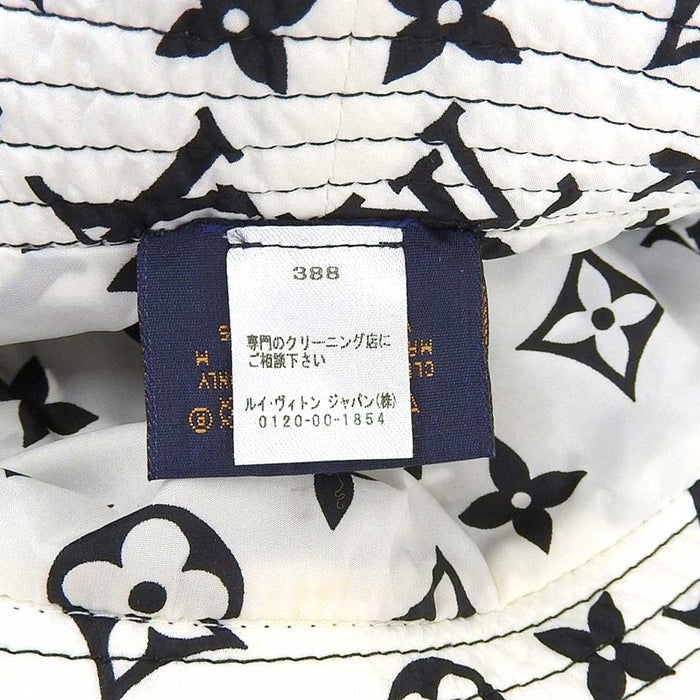 388
専門のクリーニング店に
ご相談下さい
ルイ・ヴィトン ジャパン(株)
0120-00-1854